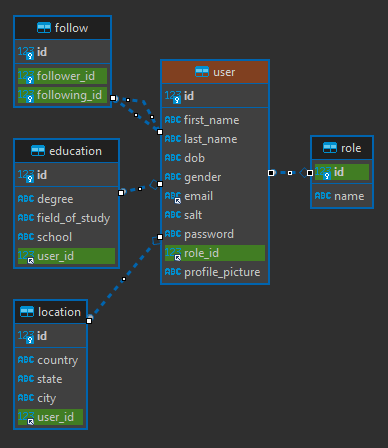 follow
123 id
123 follower_id
123 following_id
education
123 id
ABC degree
ABC field_of_study
ABC school
123 user_id
location
123 id
ABC country
ABC state
ABC city
123 user_id
user
123 id
ABC first_name
ABC last_name
ABC dob
ABC gender
ABC email
ABC salt
ABC password
123 role_id
ABC profile_picture
role
123 id
ABC name